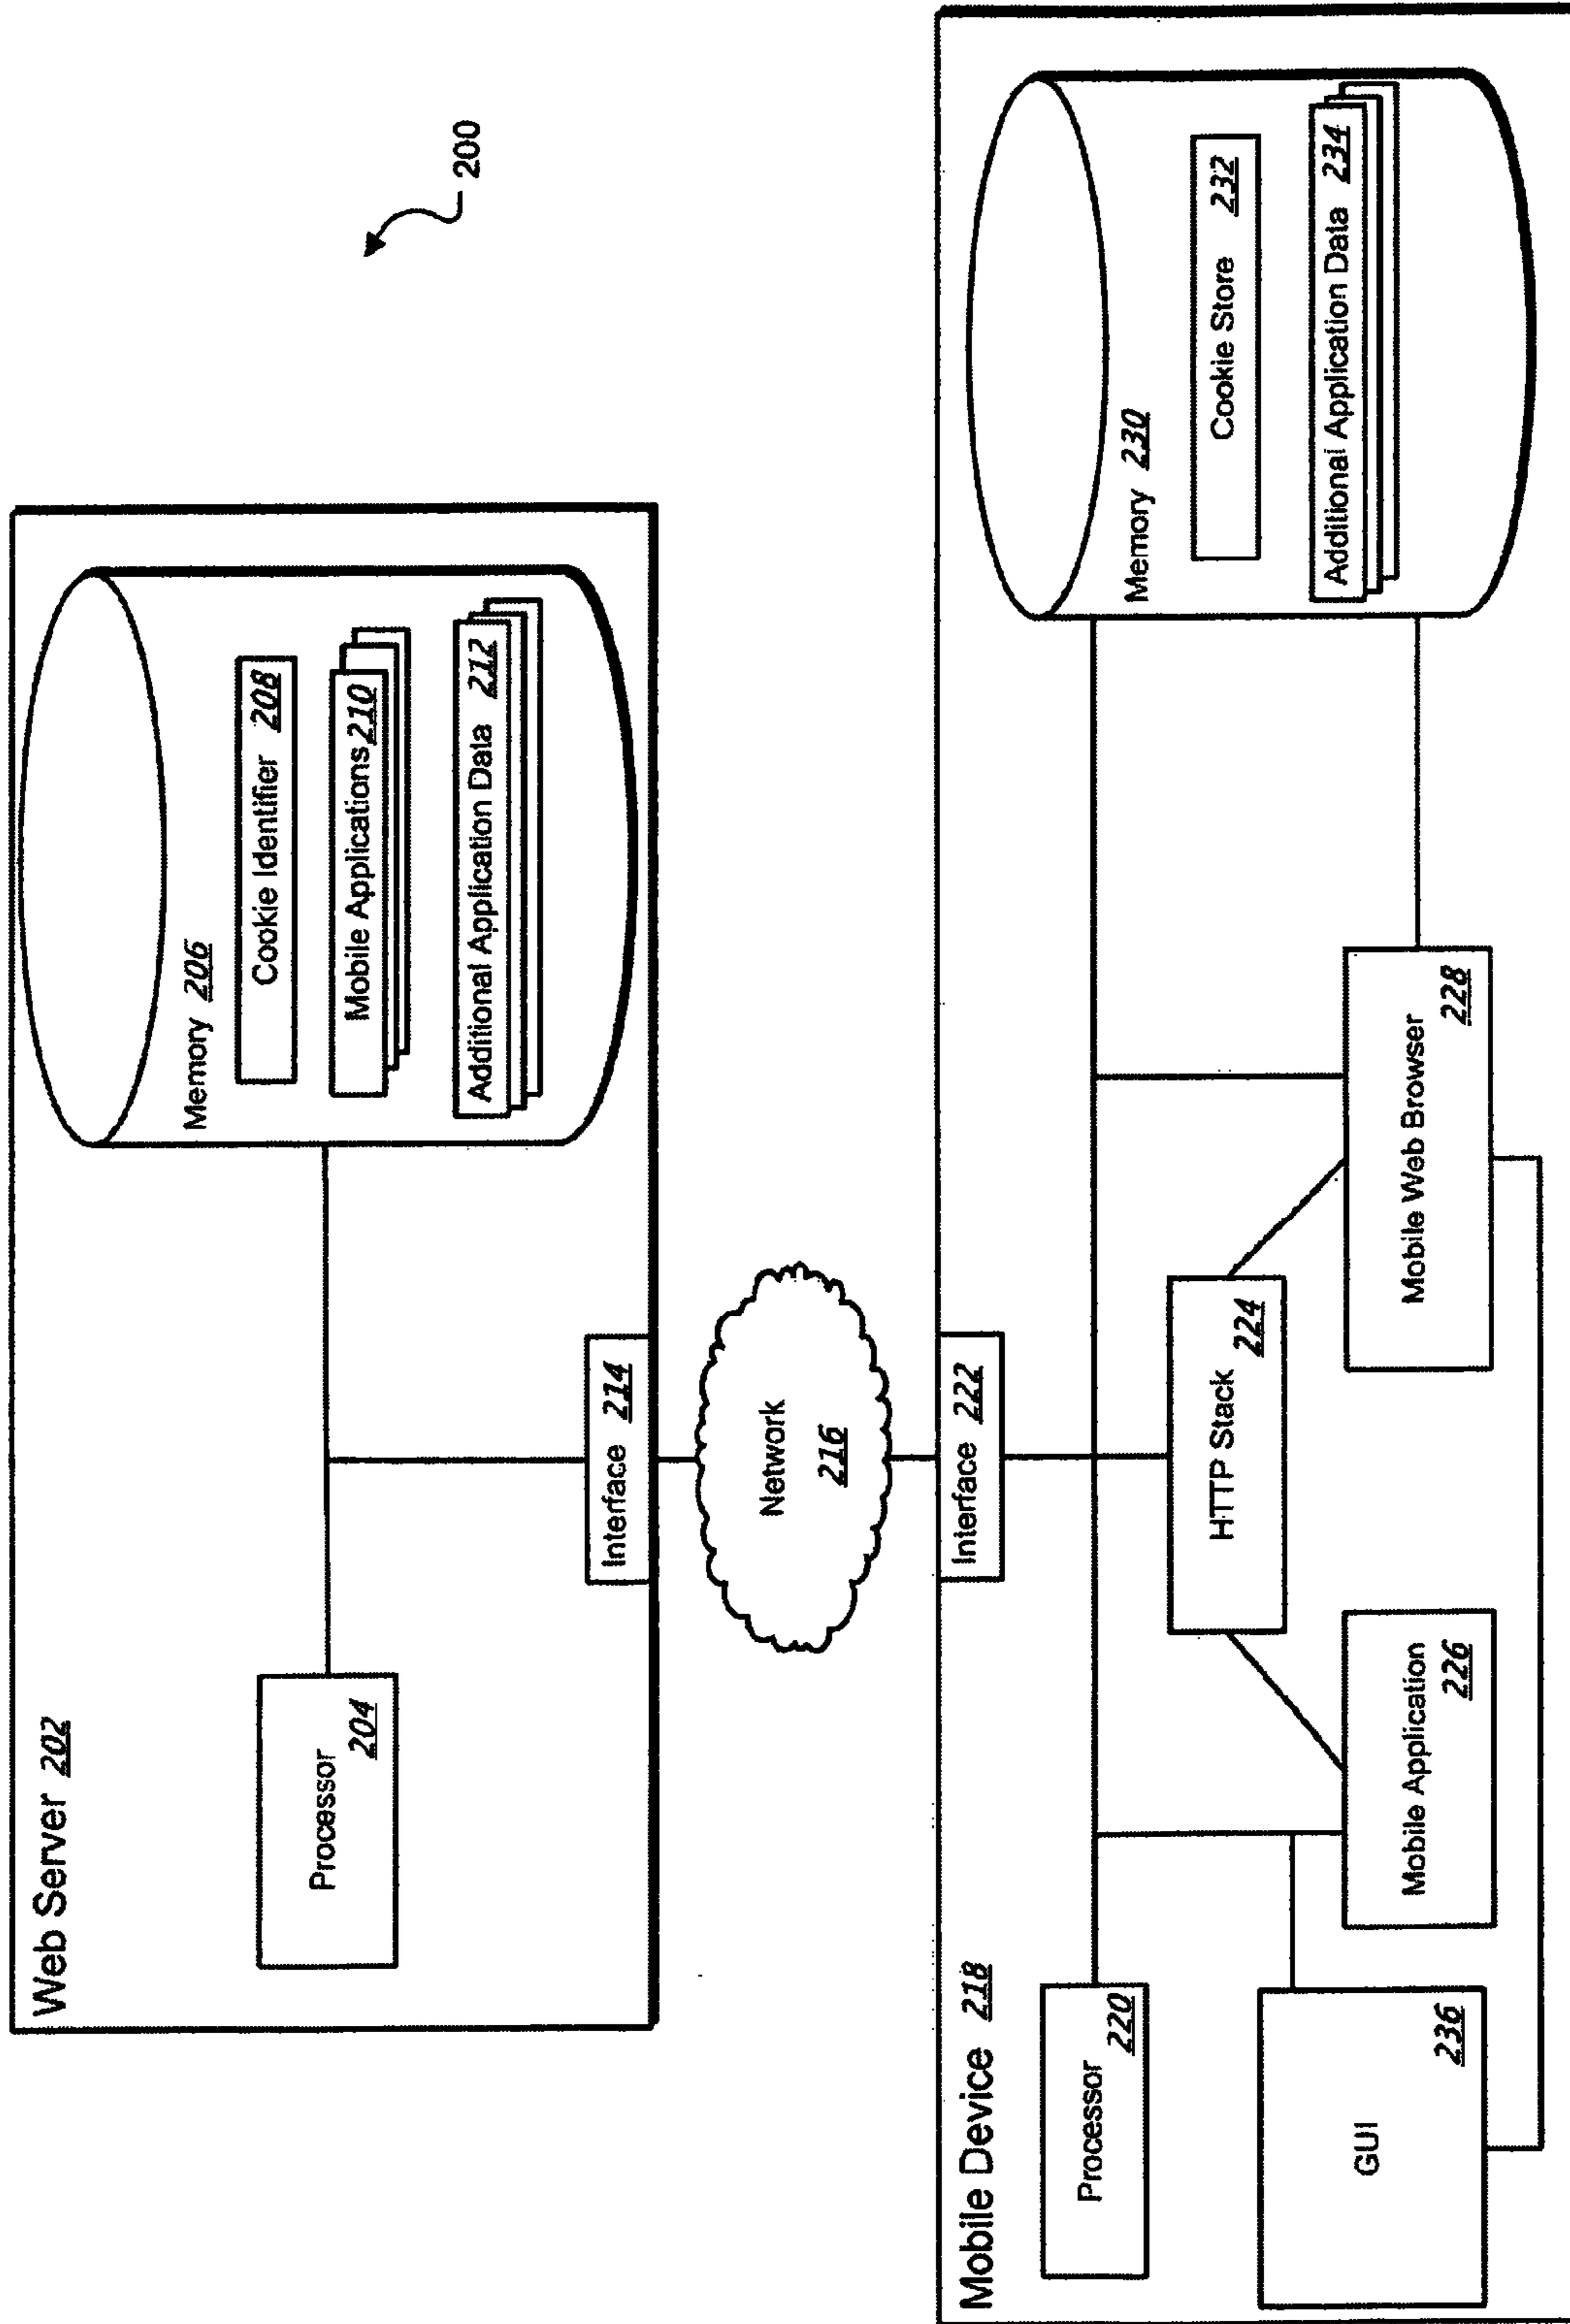 200
Web Server 202
Processor
204
Memory 206
Cookie Identifier 208
Mobile Applications 210
Additional Application Data 212
Interface 214
Network
216
Mobile Device 218
Interface 222
Processor
220
HTTP Stack
224
GUI
236
Mobile Application
226
Mobile Web Browser
228
Memory 230
Cookie Store 232
Additional Application Data 234